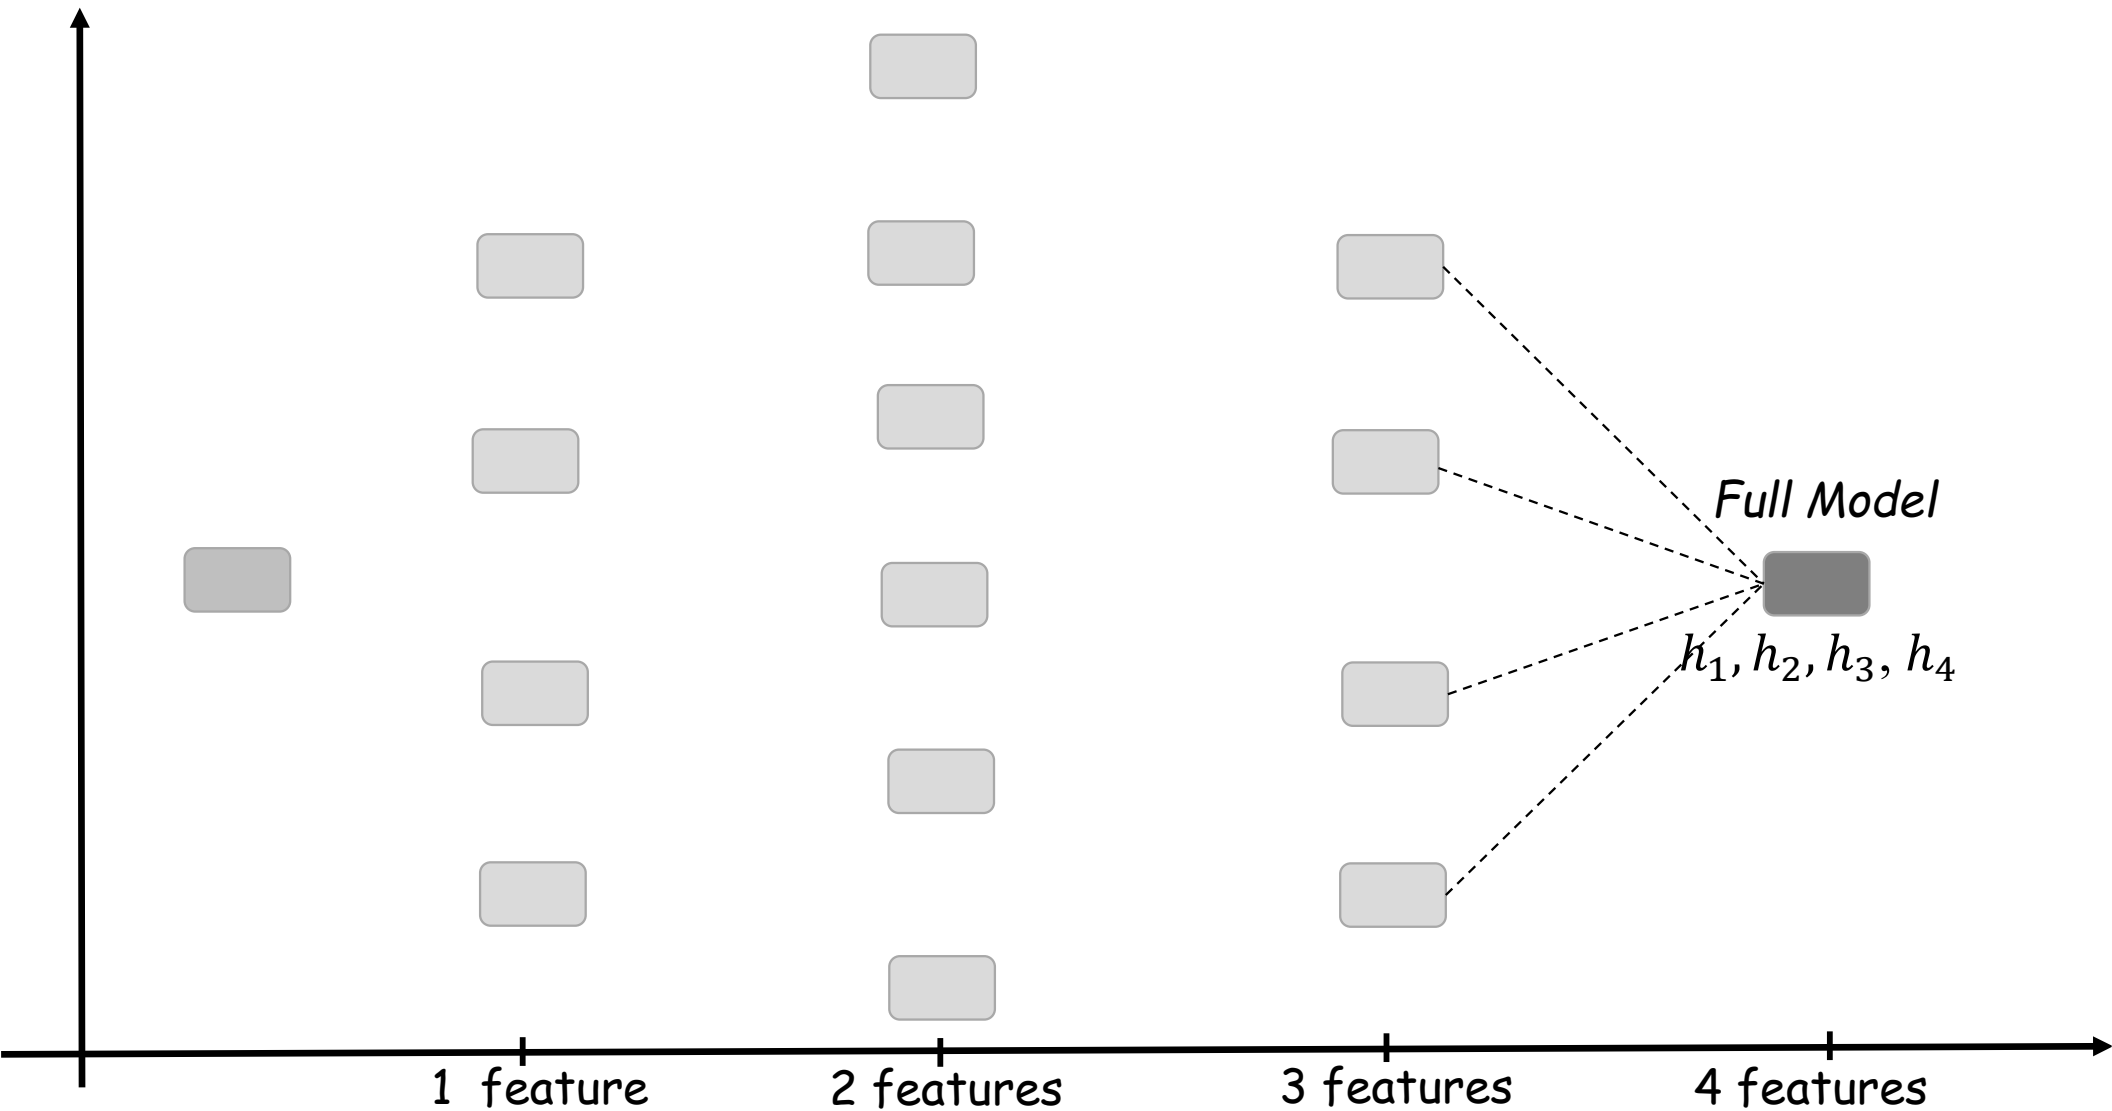 Full Model
h₁, h₂, h₃, h₄
1 feature
2 features
3 features
4 features